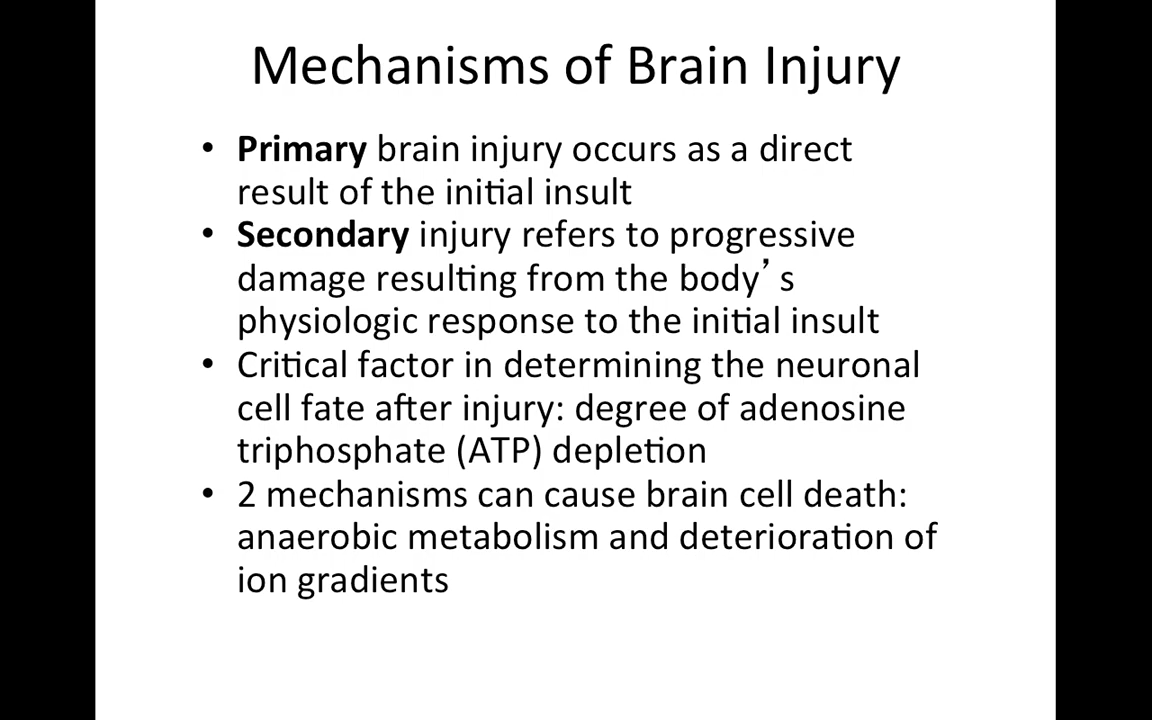 Mechanisms of Brain Injury
• Primary brain injury occurs as a direct
result of the initial insult
• Secondary injury refers to progressive
damage resulting from the body’s
physiologic response to the initial insult
• Critical factor in determining the neuronal
cell fate after injury: degree of adenosine
triphosphate (ATP) depletion
• 2 mechanisms can cause brain cell death:
anaerobic metabolism and deterioration of
ion gradients